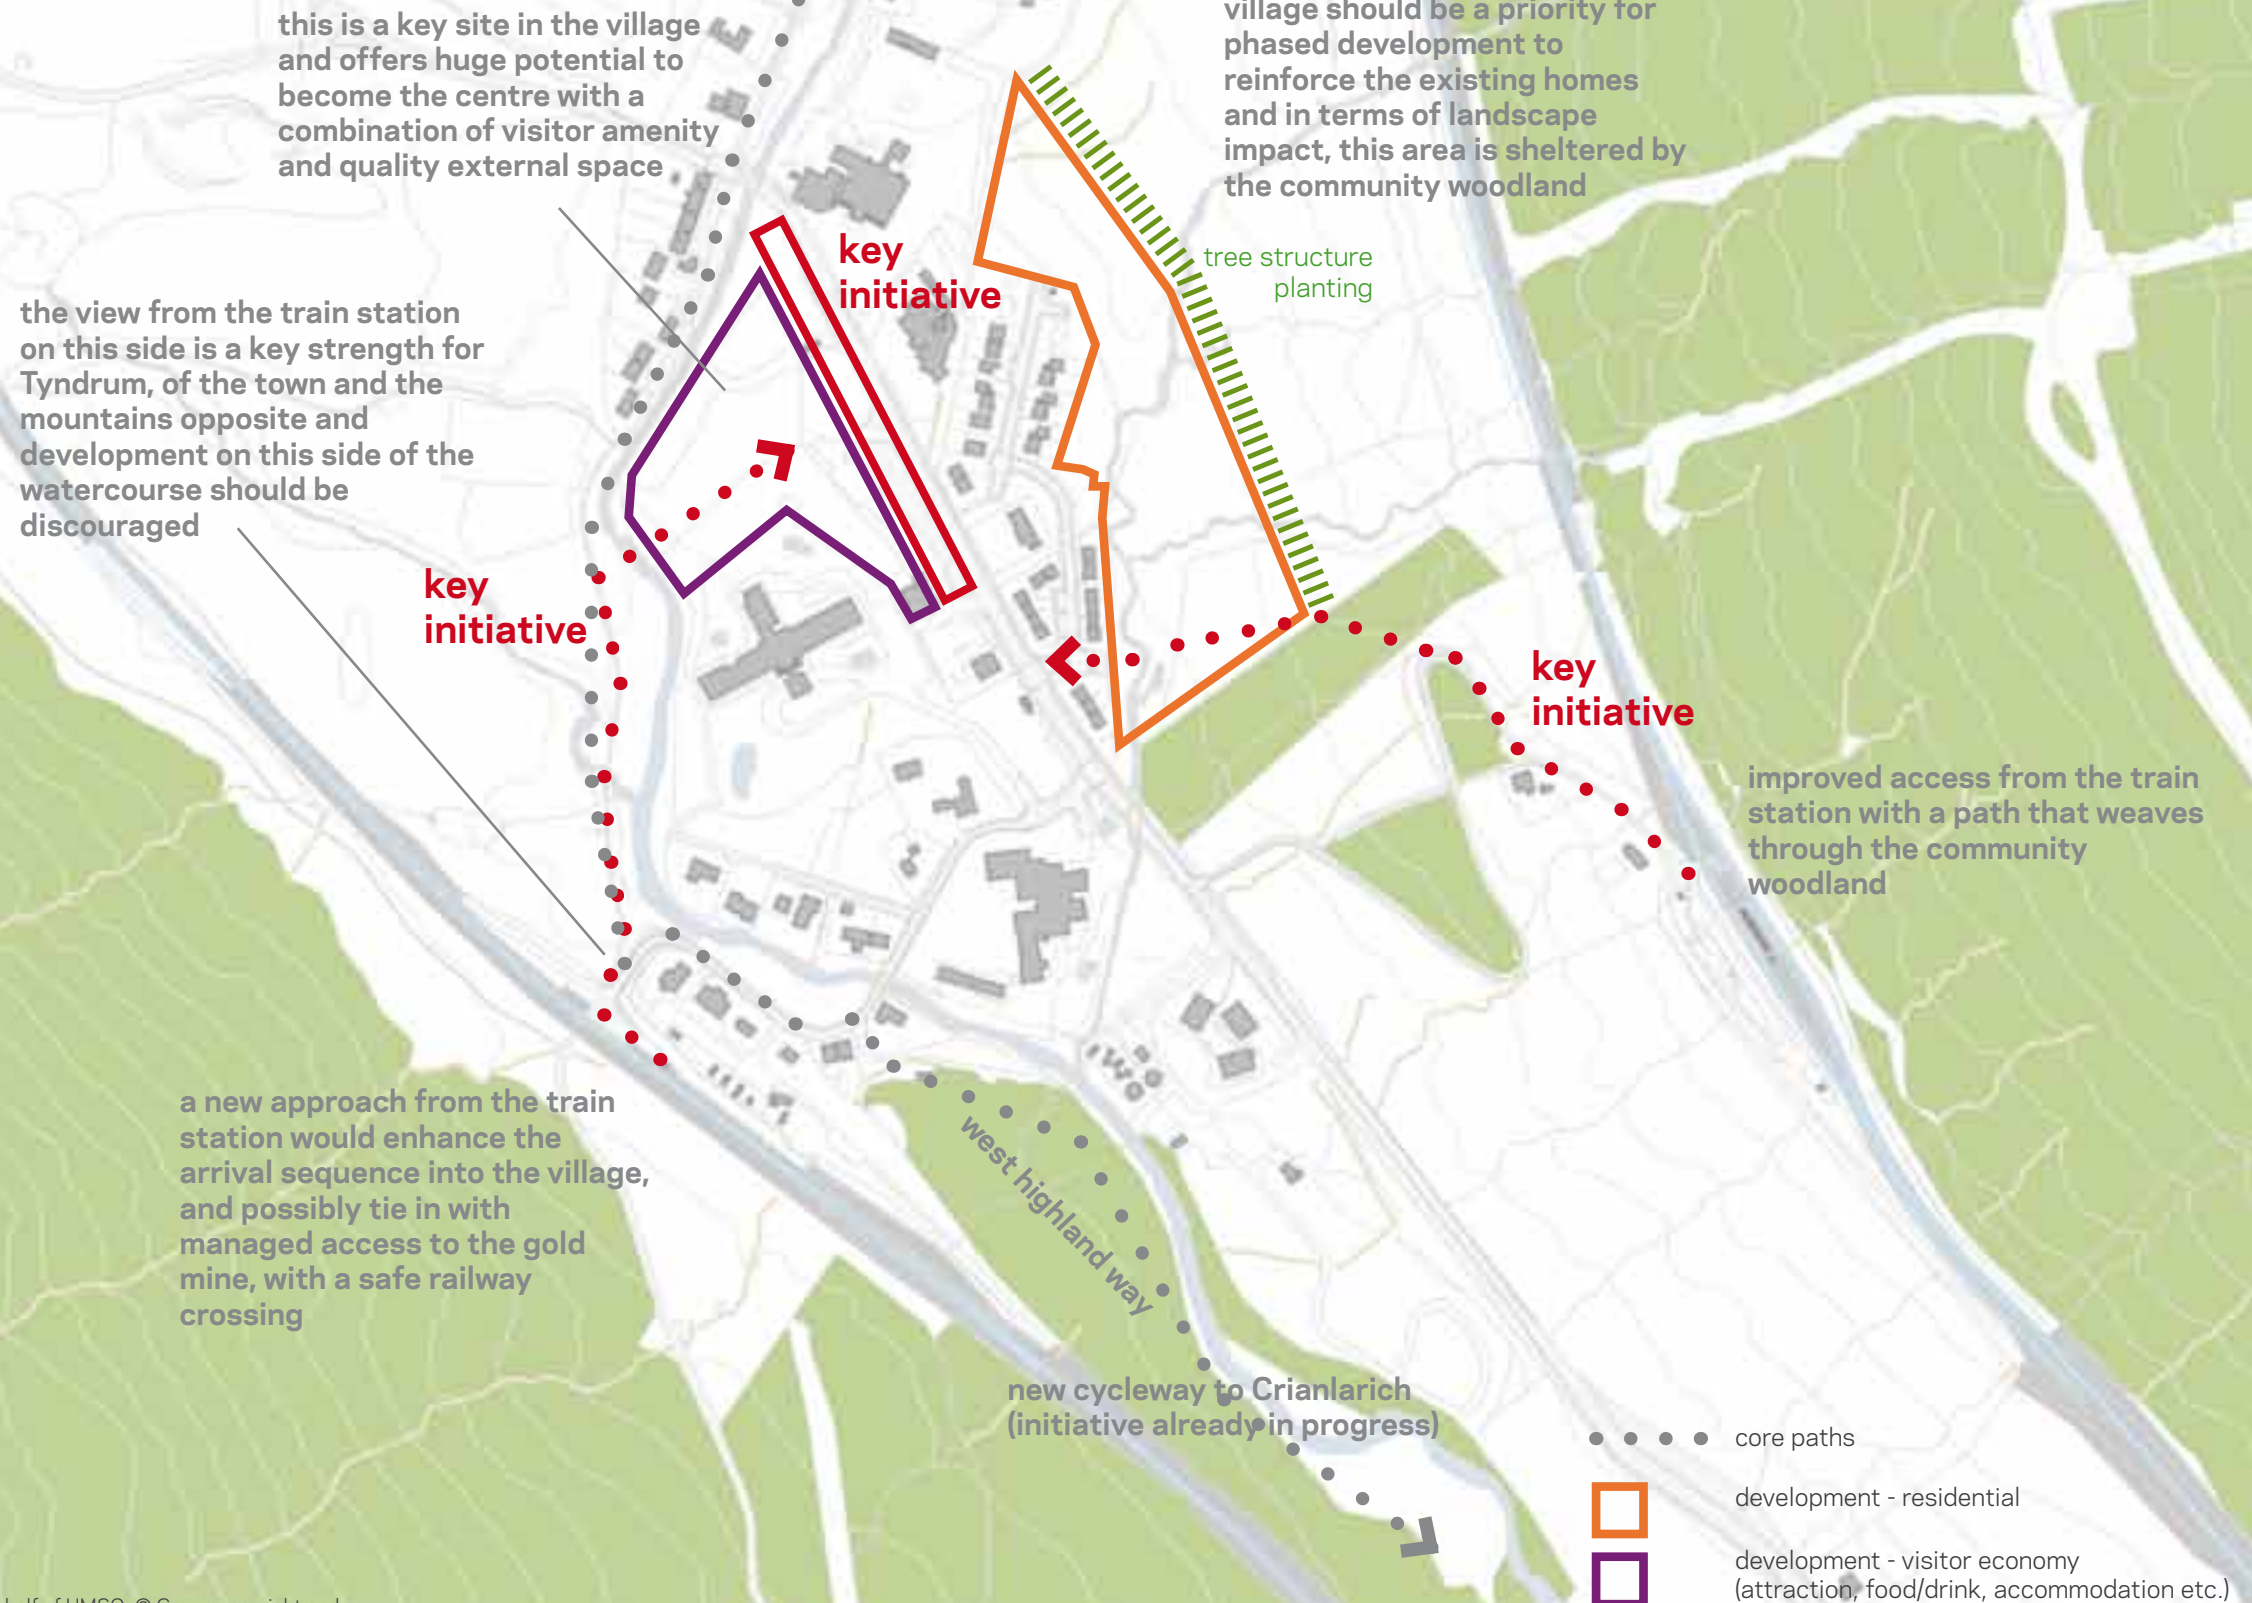 this is a key site in the village
and offers huge potential to
become the centre with a
combination of visitor amenity
and quality external space
village should be a priority for
phased development to
reinforce the existing homes
and in terms of landscape
impact, this area is sheltered by
the community woodland
tree structure
planting
key
initiative
the view from the train station
on this side is a key strength for
Tyndrum, of the town and the
mountains opposite and
development on this side of the
watercourse should be
discouraged
key
initiative
key
initiative
improved access from the train
station with a path that weaves
through the community
woodland
a new approach from the train
station would enhance the
arrival sequence into the village,
and possibly tie in with
managed access to the gold
mine, with a safe railway
crossing
west highland way
new cycleway to Crianlarich
(initiative already in progress)
core paths
development - residential
development - visitor economy
(attraction, food/drink, accommodation etc.)